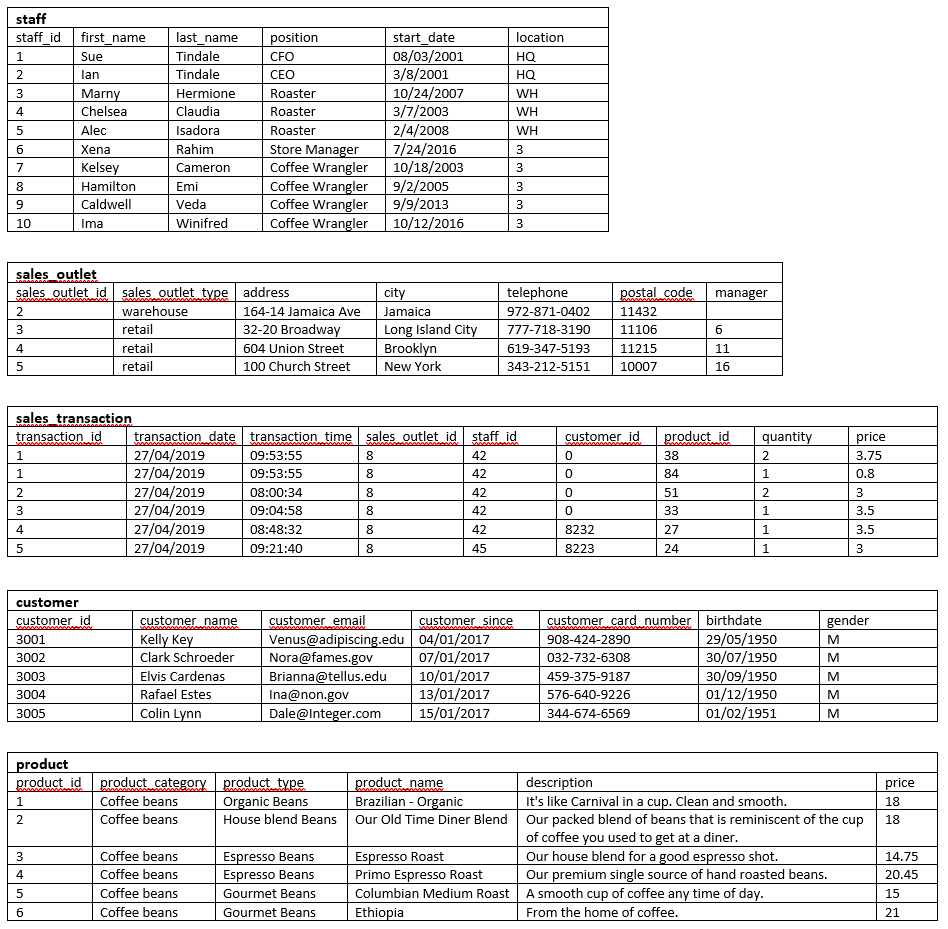 staff
staff_id first_name last_name position start_date location
1 Sue Tindale CFO 08/03/2001 HQ
2 Ian Tindale CEO 3/8/2001 HQ
3 Marny Hermione Roaster 10/24/2007 WH
4 Chelsea Claudia Roaster 3/7/2003 WH
5 Alec Isadora Roaster 2/4/2008 WH
6 Xena Rahim Store Manager 7/24/2016 3
7 Kelsey Cameron Coffee Wrangler 10/18/2003 3
8 Hamilton Emi Coffee Wrangler 9/2/2005 3
9 Caldwell Veda Coffee Wrangler 9/9/2013 3
10 Ima Winifred Coffee Wrangler 10/12/2016 3
sales_outlet
sales_outlet_id sales_outlet_type address city telephone postal_code manager
2 warehouse 164-14 Jamaica Ave Jamaica 972-871-0402 11432
3 retail 32-20 Broadway Long Island City 777-718-3190 11106 6
4 retail 604 Union Street Brooklyn 619-347-5193 11215 11
5 retail 100 Church Street New York 343-212-5151 10007 16
sales_transaction
transaction_id transaction_date transaction_time sales_outlet_id staff_id customer_id product_id quantity price
1 27/04/2019 09:53:55 8 42 0 38 2 3.75
1 27/04/2019 09:53:55 8 42 0 84 1 0.8
2 27/04/2019 08:00:34 8 42 0 51 2 3
3 27/04/2019 09:04:58 8 42 0 33 1 3.5
4 27/04/2019 08:48:32 8 42 8232 27 1 3.5
5 27/04/2019 09:21:40 8 45 8223 24 1 3
customer
customer_id customer_name customer_email customer_since customer_card_number birthdate gender
3001 Kelly Key Venus@adipiscing.edu 04/01/2017 908-424-2890 29/05/1950 M
3002 Clark Schroeder Nora@fames.gov 07/01/2017 032-732-6308 30/07/1950 M
3003 Elvis Cardenas Brianna@tellus.edu 10/01/2017 459-375-9187 30/09/1950 M
3004 Rafael Estes Ina@non.gov 13/01/2017 576-640-9226 01/12/1950 M
3005 Colin Lynn Dale@Integer.com 15/01/2017 344-674-6569 01/02/1951 M
product
product_id product_category product_type product_name description price
1 Coffee beans Organic Beans Brazilian - Organic It's like Carnival in a cup. Clean and smooth. 18
2 Coffee beans House blend Beans Our Old Time Diner Blend Our packed blend of beans that is reminiscent of the cup 18
of coffee you used to get at a diner.
3 Coffee beans Espresso Beans Espresso Roast Our house blend for a good espresso shot. 14.75
4 Coffee beans Espresso Beans Primo Espresso Roast Our premium single source of hand roasted beans. 20.45
5 Coffee beans Gourmet Beans Columbian Medium Roast A smooth cup of coffee any time of day. 15
6 Coffee beans Gourmet Beans Ethiopia From the home of coffee. 21